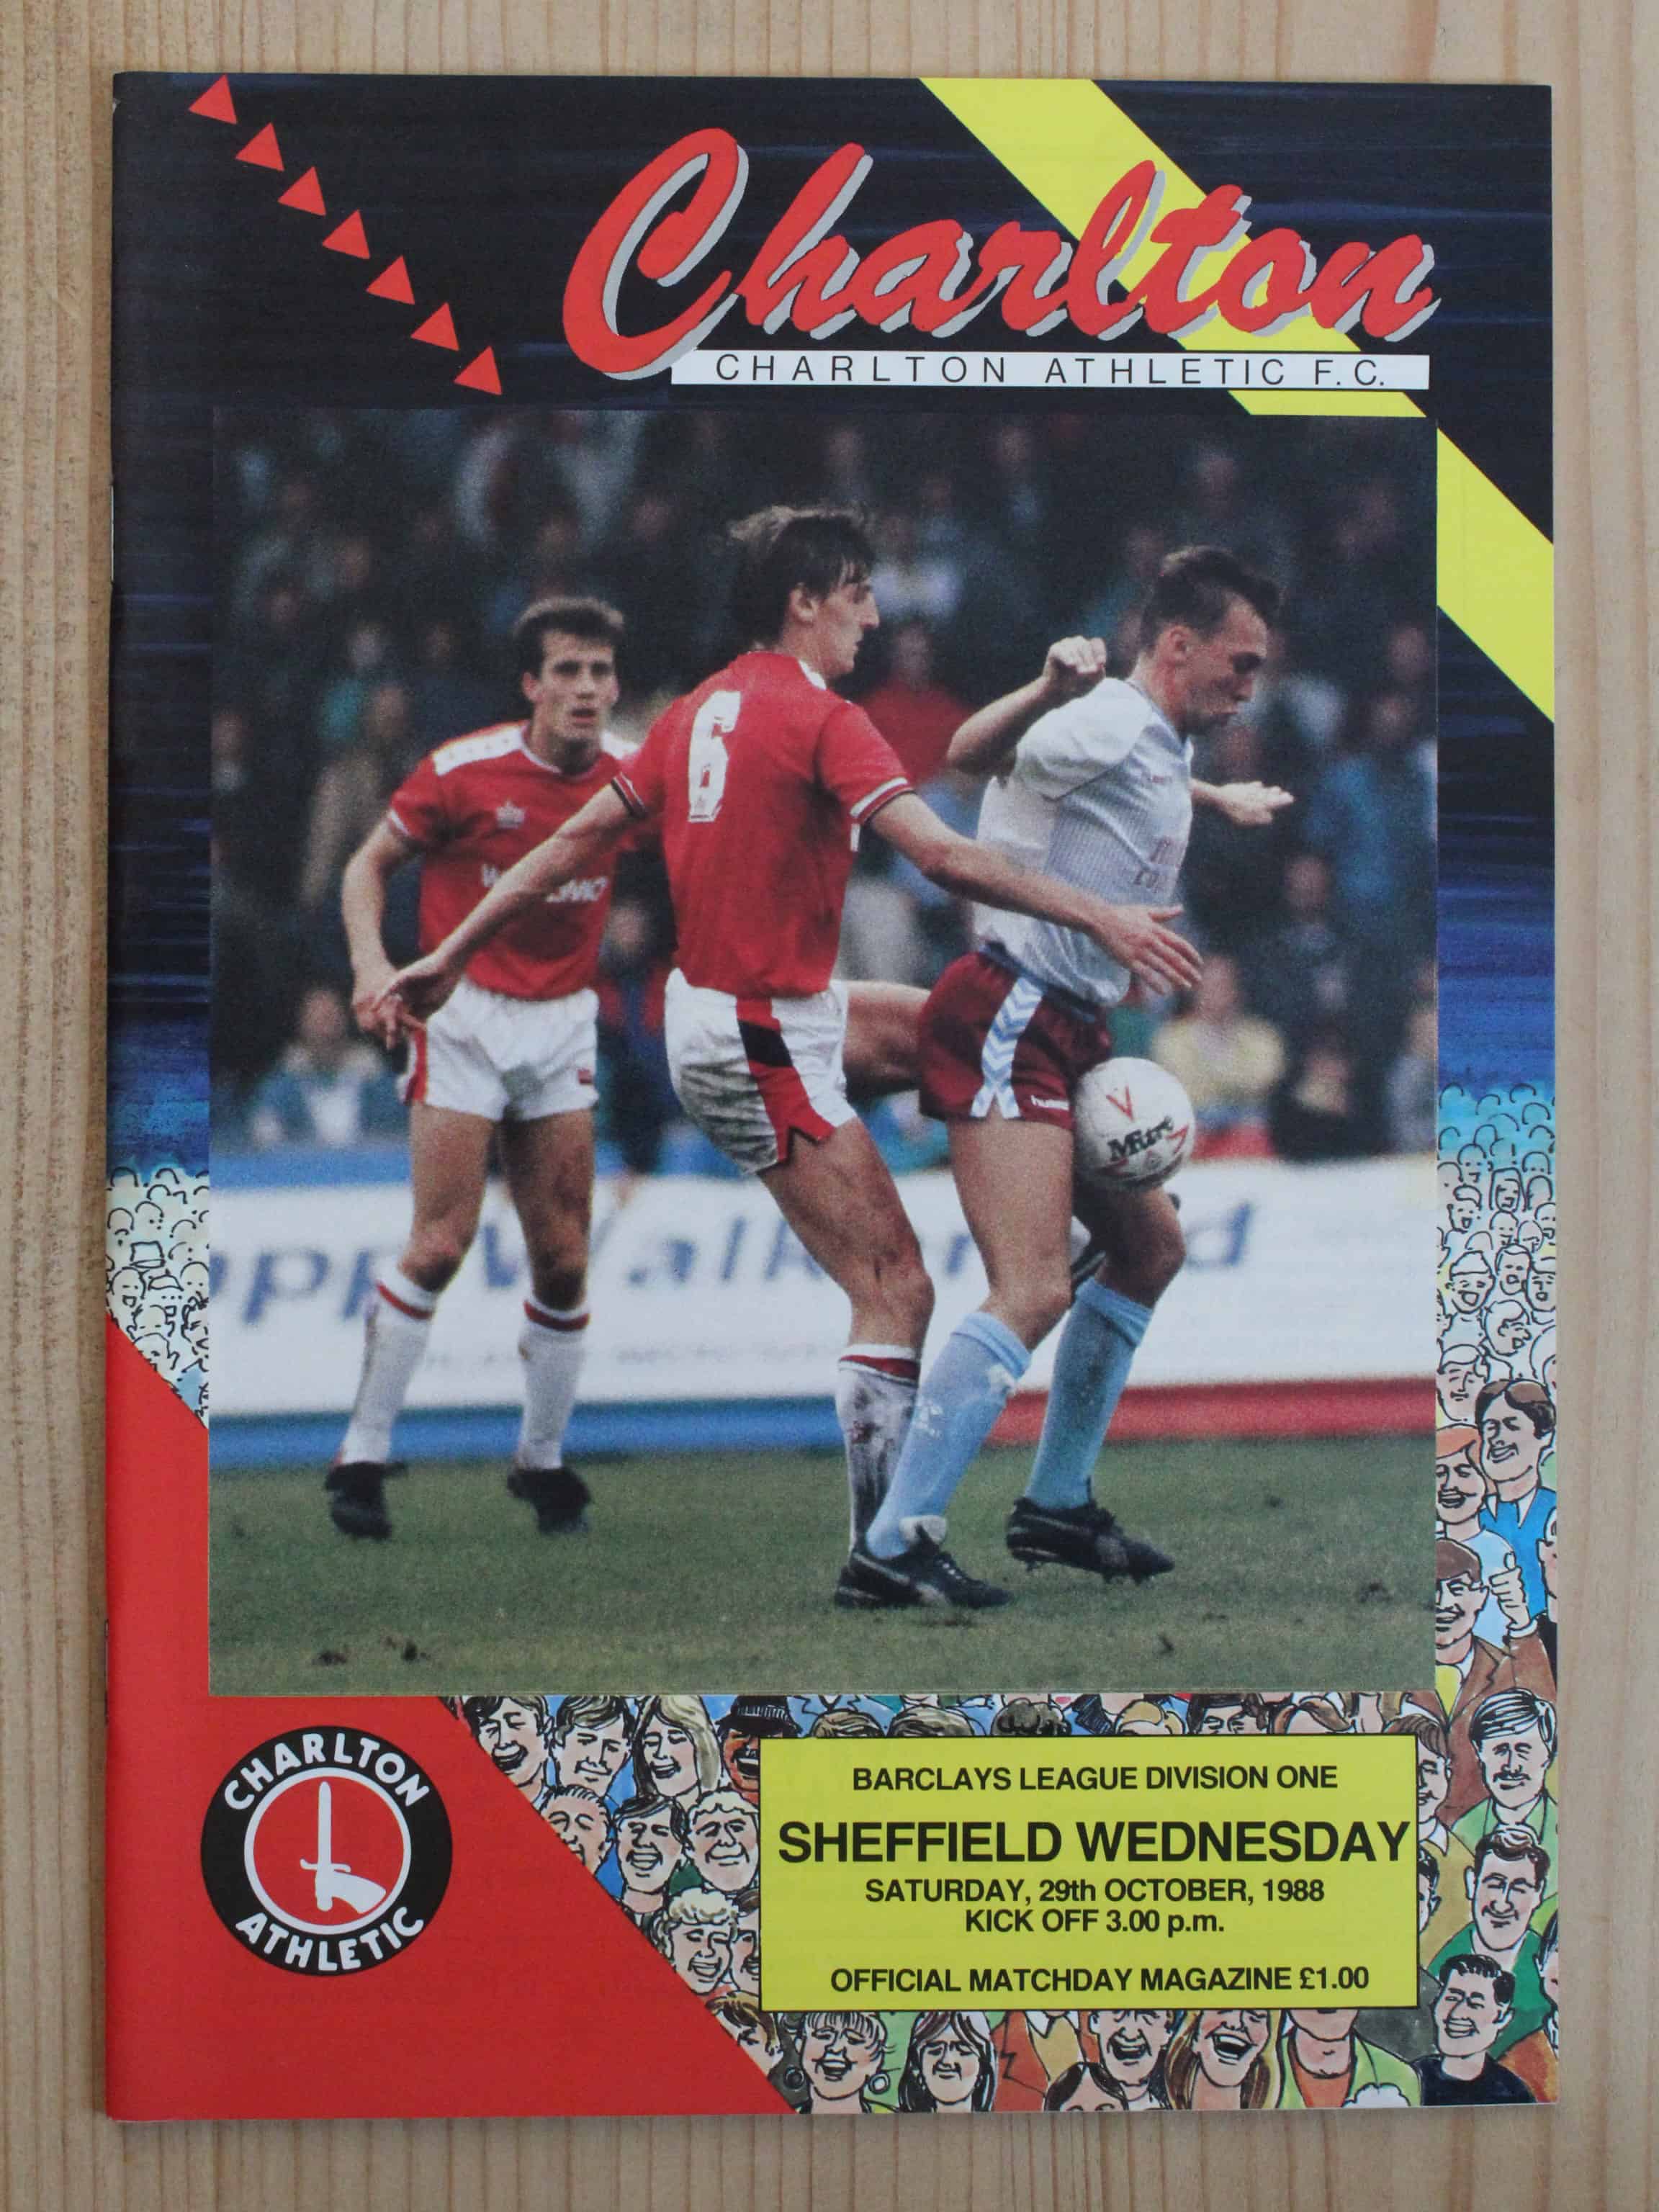 Charlton
CHARLTON ATHLETIC F.C.
6
hummel
Mitre
CHARLTON
ATHLETIC
BARCLAYS LEAGUE DIVISION ONE
SHEFFIELD WEDNESDAY
SATURDAY, 29th OCTOBER, 1988
KICK OFF 3.00 p.m.
OFFICIAL MATCHDAY MAGAZINE £1.00